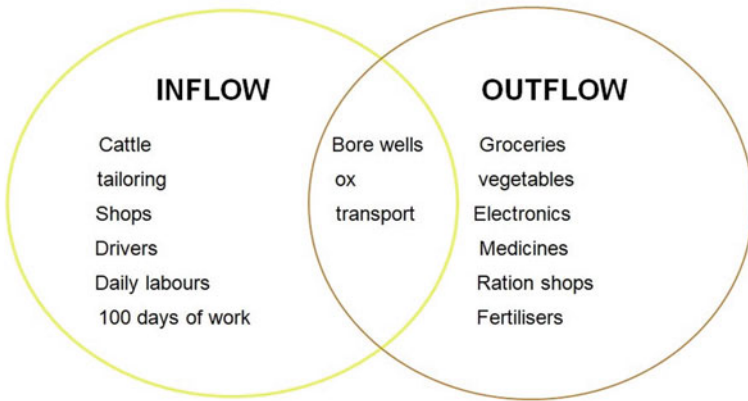 INFLOW
OUTFLOW
Cattle
Bore wells
Groceries
tailoring
ox
vegetables
Shops
transport
Electronics
Drivers
Medicines
Daily labours
Ration shops
100 days of work
Fertilisers